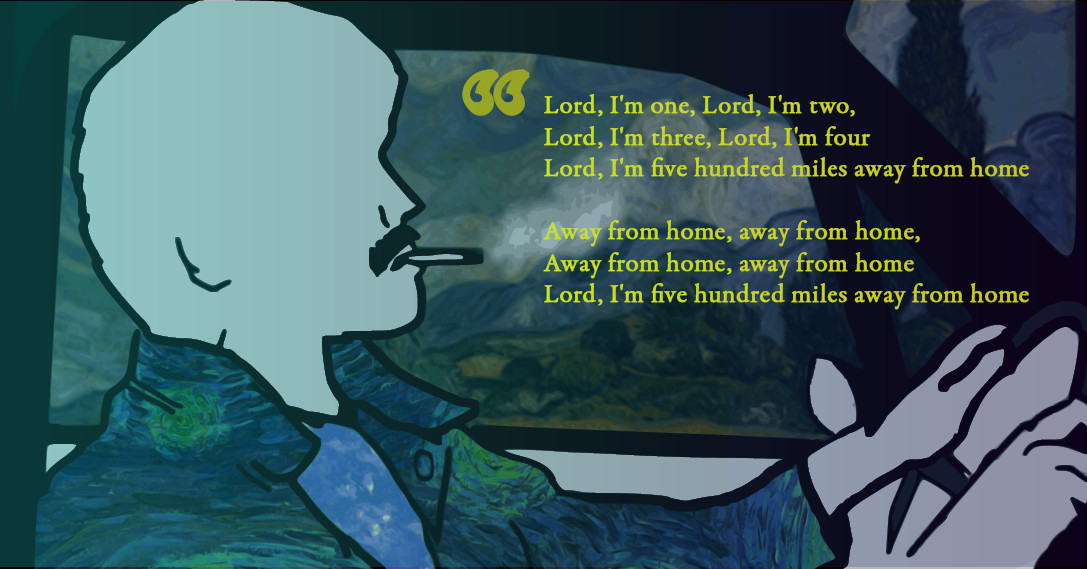 “
Lord, I'm one, Lord, I'm two,
Lord, I'm three, Lord, I'm four
Lord, I'm five hundred miles away from home
Away from home, away from home,
Away from home, away from home
Lord, I'm five hundred miles away from home